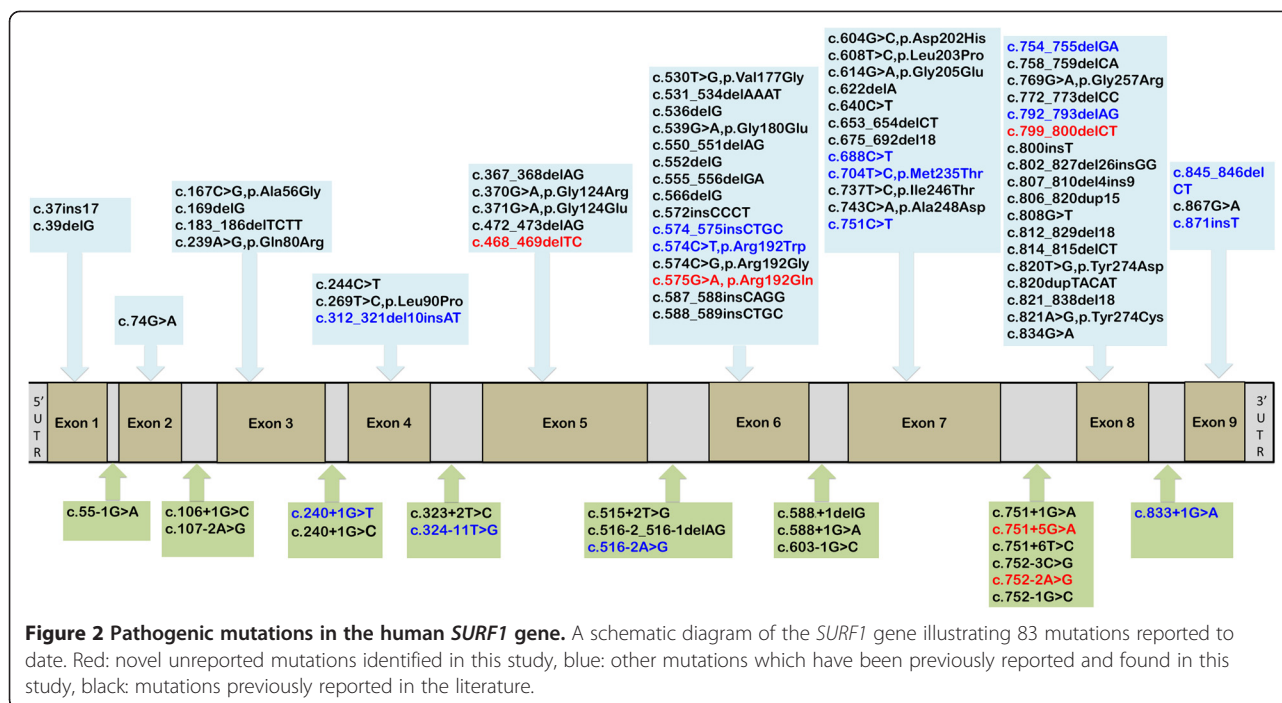 c.37ins17
c.39delG
c.74G>A
c.167C>G,p.Ala56Gly
c.169delG
c.183_186delTCTT
c.239A>G,p.Gln80Arg
c.244C>T
c.269T>C,p.Leu90Pro
c.312_321del10insAT
c.367_368delAG
c.370G>A,p.Gly124Arg
c.371G>A,p.Gly124Glu
c.472_473delAG
c.468_469delTC
c.530T>G,p.Val177Gly
c.531_534delAAAT
c.536delG
c.539G>A,p.Gly180Glu
c.550_551delAG
c.552delG
c.555_556delGA
c.566delG
c.572insCCCT
c.574_575insCTGC
c.574C>T,p.Arg192Trp
c.574C>G,p.Arg192Gly
c.575G>A, p.Arg192Gln
c.587_588insCAGG
c.588_589insCTGC
c.604G>C,p.Asp202His
c.608T>C,p.Leu203Pro
c.614G>A,p.Gly205Glu
c.622delA
c.640C>T
c.653_654delCT
c.675_692del18
c.688C>T
c.704T>C,p.Met235Thr
c.737T>C,p.Ile246Thr
c.743C>A,p.Ala248Asp
c.751C>T
c.754_755delGA
c.758_759delCA
c.769G>A,p.Gly257Arg
c.772_773delCC
c.792_793delAG
c.799_800delCT
c.800insT
c.802_827del26insGG
c.807_810del4ins9
c.806_820dup15
c.808G>T
c.812_829del18
c.814_815delCT
c.820T>G,p.Tyr274Asp
c.820dupTACAT
c.821_838del18
c.821A>G,p.Tyr274Cys
c.834G>A
c.845_846del
CT
c.867G>A
c.871insT
5' UTR
Exon 1
Exon 2
Exon 3
Exon 4
Exon 5
Exon 6
Exon 7
Exon 8
Exon 9
3' UTR
c.55-1G>A
c.106+1G>C
c.107-2A>G
c.240+1G>T
c.240+1G>C
c.323+2T>C
c.324-11T>G
c.515+2T>G
c.516-2_516-1delAG
c.516-2A>G
c.588+1delG
c.588+1G>A
c.603-1G>C
c.751+1G>A
c.751+5G>A
c.751+6T>C
c.752-3C>G
c.752-2A>G
c.752-1G>C
c.833+1G>A
Figure 2 Pathogenic mutations in the human SURF1 gene. A schematic diagram of the SURF1 gene illustrating 83 mutations reported to
date. Red: novel unreported mutations identified in this study, blue: other mutations which have been previously reported and found in this
study, black: mutations previously reported in the literature.